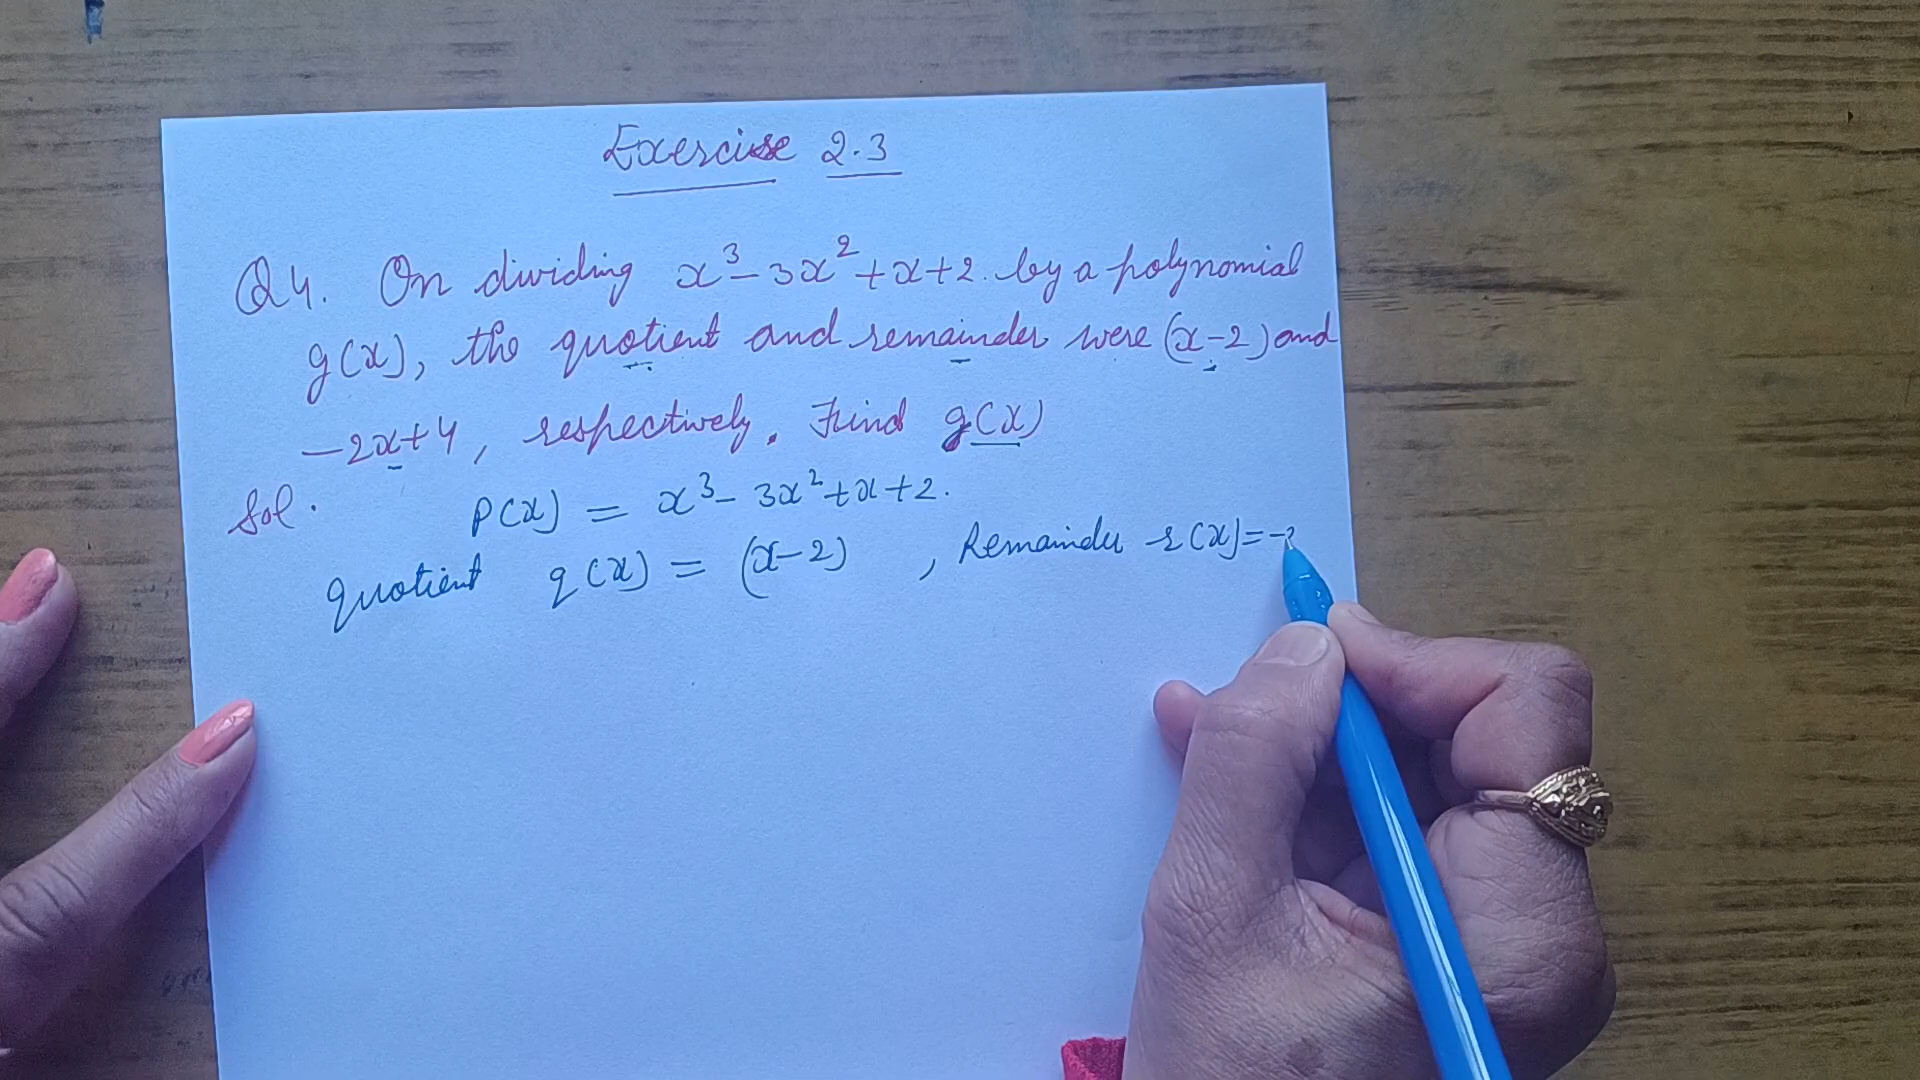 Exercise 2.3
Q4. On dividing x³-3x²+x+2. by a polynomial
g(x), the quotient and remainder were (x-2) and
-2x+4, respectively. Find g(x)
Sol. P(x) = x³- 3x²+x+2.
quotient q(x) = (x-2) , Remainder r(x)=-2